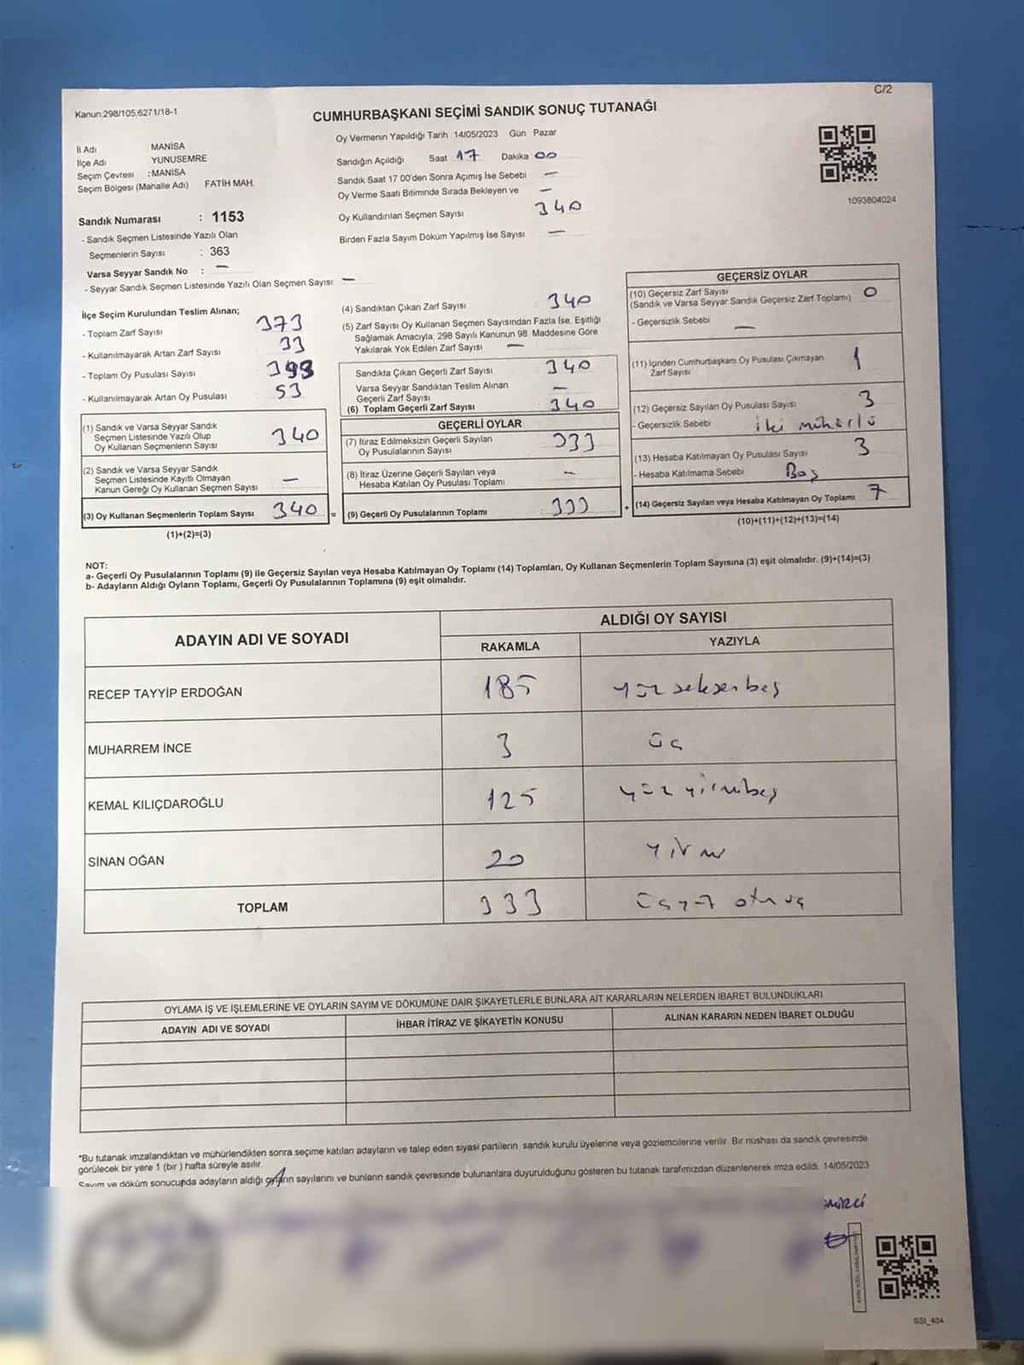 C/2
Kanun:298/105,6271/18-1
CUMHURBAŞKANI SEÇİMİ SANDIK SONUÇ TUTANAĞI
Oy Vermenin Yapıldığı Tarih :14/05/2023 Gün Pazar
İl Adı MANİSA
İlçe Adı YUNUSEMRE
Seçim Çevresi :MANİSA
Seçim Bölgesi (Mahalle Adı) FATİH MAH.
Sandığın Açıldığı Saat 17 Dakika 00
Sandık Saat 17.00'den Sonra Açımış İse Sebebi —
Oy Verme Saati Bitiminde Sırada Bekleyen ve —
Oy Kullandırılan Seçmen Sayısı 340
Birden Fazla Sayım Döküm Yapılmış İse Sayısı —
1093804024
Sandık Numarası : 1153
- Sandık Seçmen Listesinde Yazılı Olan
Seçmenlerin Sayısı : 363
Varsa Seyyar Sandık No : —
- Seyyar Sandık Seçmen Listesinde Yazılı Olan Seçmen Sayısı: —
İlçe Seçim Kurulundan Teslim Alınan;
- Toplam Zarf Sayısı 373
- Kullanılmayarak Artan Zarf Sayısı 33
- Toplam Oy Pusulası Sayısı 393
- Kullanılmayarak Artan Oy Pusulası 53
(1) Sandık ve Varsa Seyyar Sandık
Seçmen Listesinde Yazılı Olup
Oy Kullanan Seçmenlerin Sayısı 340
(2) Sandık ve Varsa Seyyar Sandık
Seçmen Listesinde Kayıtlı Olmayan
Kanun Gereği Oy Kullanan Seçmen Sayısı —
(3) Oy Kullanan Seçmenlerin Toplam Sayısı 340 =
(1)+(2)=(3)
(4) Sandıktan Çıkan Zarf Sayısı 340
(5) Zarf Sayısı Oy Kullanan Seçmen Sayısından Fazla İse, Eşitliği
Sağlamak Amacıyla, 298 Sayılı Kanunun 98. Maddesine Göre
Yakılarak Yok Edilen Zarf Sayısı —
Sandıkta Çıkan Geçerli Zarf Sayısı 340
Varsa Seyyar Sandıktan Teslim Alınan
Geçerli Zarf Sayısı —
(6) Toplam Geçerli Zarf Sayısı 340
GEÇERLİ OYLAR
(7) İtiraz Edilmeksizin Geçerli Sayılan
Oy Pusulalarının Sayısı 333
(8) İtiraz Üzerine Geçerli Sayılan veya
Hesaba Katılan Oy Pusulası Toplamı —
(9) Geçerli Oy Pusulalarının Toplamı 333 +
GEÇERSİZ OYLAR
(10) Geçersiz Zarf Sayısı
(Sandık ve Varsa Seyyar Sandık Geçersiz Zarf Toplamı) 0
- Geçersizlik Sebebi —
(11) İçinden Cumhurbaşkanı Oy Pusulası Çıkmayan
Zarf Sayısı 1
(12) Geçersiz Sayılan Oy Pusulası Sayısı 3
- Geçersizlik Sebebi iki mühürlü
(13) Hesaba Katılmayan Oy Pusulası Sayısı 3
- Hesaba Katılmama Sebebi Boş
(14) Geçersiz Sayılan veya Hesaba Katılmayan Oy Toplamı 7
(10)+(11)+(12)+(13)=(14)
NOT:
a- Geçerli Oy Pusulalarının Toplamı (9) ile Geçersiz Sayılan veya Hesaba Katılmayan Oy Toplamı (14) Toplamları, Oy Kullanan Seçmenlerin Toplam Sayısına (3) eşit olmalıdır. (9)+(14)=(3)
b- Adayların Aldığı Oyların Toplamı, Geçerli Oy Pusulalarının Toplamına (9) eşit olmalıdır.
ADAYIN ADI VE SOYADI
ALDIĞI OY SAYISI
RAKAMLA YAZIYLA
RECEP TAYYİP ERDOĞAN 185 yüz seksenbeş
MUHARREM İNCE 3 üç
KEMAL KILIÇDAROĞLU 125 yüz yirmibeş
SİNAN OĞAN 20 yirmi
TOPLAM 333 üçyüz otuz üç
OYLAMA İŞ VE İŞLEMLERİNE VE OYLARIN SAYIM VE DÖKÜMÜNE DAİR ŞİKAYETLERLE BUNLARA AİT KARARLARIN NELERDEN İBARET BULUNDUKLARI
ADAYIN ADI VE SOYADI İHBAR İTİRAZ VE ŞİKAYETİN KONUSU ALINAN KARARIN NEDEN İBARET OLDUĞU
*Bu tutanak imzalandıktan ve mühürlendikten sonra seçime katılan adayların ve talep eden siyasi partilerin sandık kurulu üyelerine veya gözlemcilerine verilir. Bir nüshası da sandık çevresinde
görülecek bir yere 1 (bir ) hafta süreyle asılır.
Sayım ve döküm sonucunda adayların aldığı oyların sayılarını ve bunların sandık çevresinde bulunanlara duyurulduğunu gösteren bu tutanak tarafımızdan düzenlenerek imza edildi. 14/05/2023